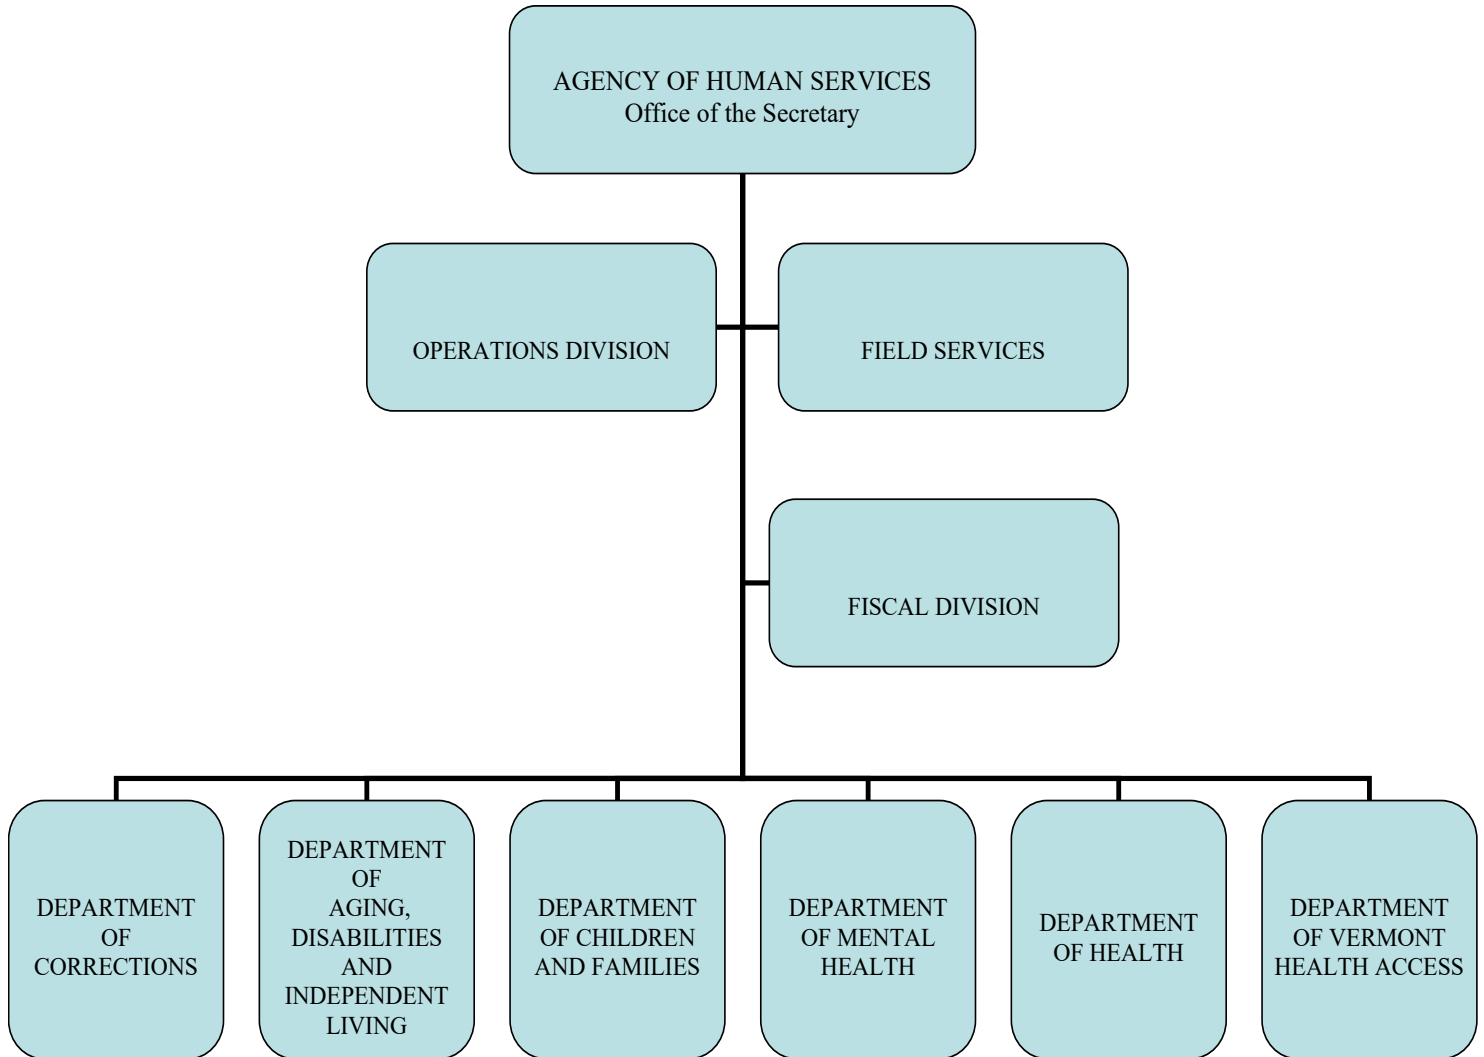 AGENCY OF HUMAN SERVICES
Office of the Secretary
OPERATIONS DIVISION
FIELD SERVICES
FISCAL DIVISION
DEPARTMENT
OF
CORRECTIONS
DEPARTMENT
OF
AGING,
DISABILITIES
AND
INDEPENDENT
LIVING
DEPARTMENT
OF CHILDREN
AND FAMILIES
DEPARTMENT
OF MENTAL
HEALTH
DEPARTMENT
OF HEALTH
DEPARTMENT
OF VERMONT
HEALTH ACCESS